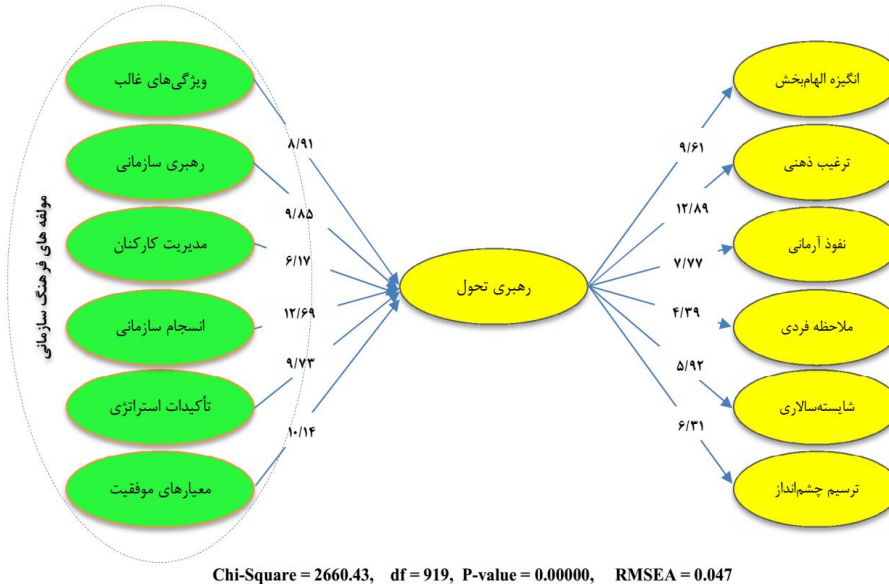 مولفه های فرهنگ سازمانی
ویژگی‌های غالب
رهبری سازمانی
مدیریت کارکنان
انسجام سازمانی
تأکیدات استراتژی
معیارهای موفقیت
۸/۹۱
۹/۸۵
۶/۱۷
۱۲/۶۹
۹/۷۳
۱۰/۱۴
رهبری تحول
۹/۶۱
۱۲/۸۹
۷/۷۷
۴/۳۹
۵/۹۲
۶/۳۱
انگیزه الهام‌بخش
ترغیب ذهنی
نفوذ آرمانی
ملاحظه فردی
شایسته‌سالاری
ترسیم چشم‌انداز
Chi-Square = 2660.43, df = 919, P-value = 0.00000, RMSEA = 0.047